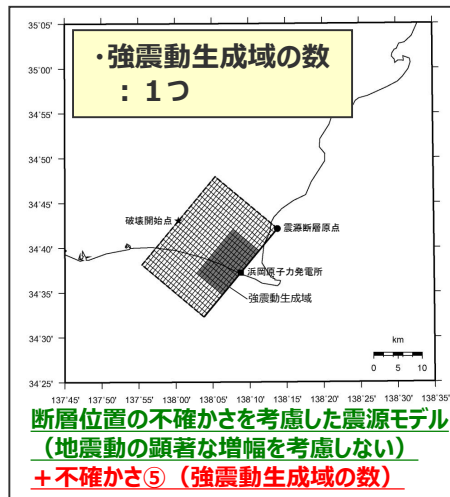 ・強震動生成域の数
：１つ
35˚05'
35˚00'
34˚55'
34˚50'
34˚45'
34˚40'
34˚35'
34˚30'
34˚25'
破壊開始点
震源断層原点
浜岡原子力発電所
強震動生成域
km
0 5 10
137˚45' 137˚50' 137˚55' 138˚00' 138˚05' 138˚10' 138˚15' 138˚20' 138˚25' 138˚30' 138˚35'
断層位置の不確かさを考慮した震源モデル
（地震動の顕著な増幅を考慮しない）
＋不確かさ⑤（強震動生成域の数）